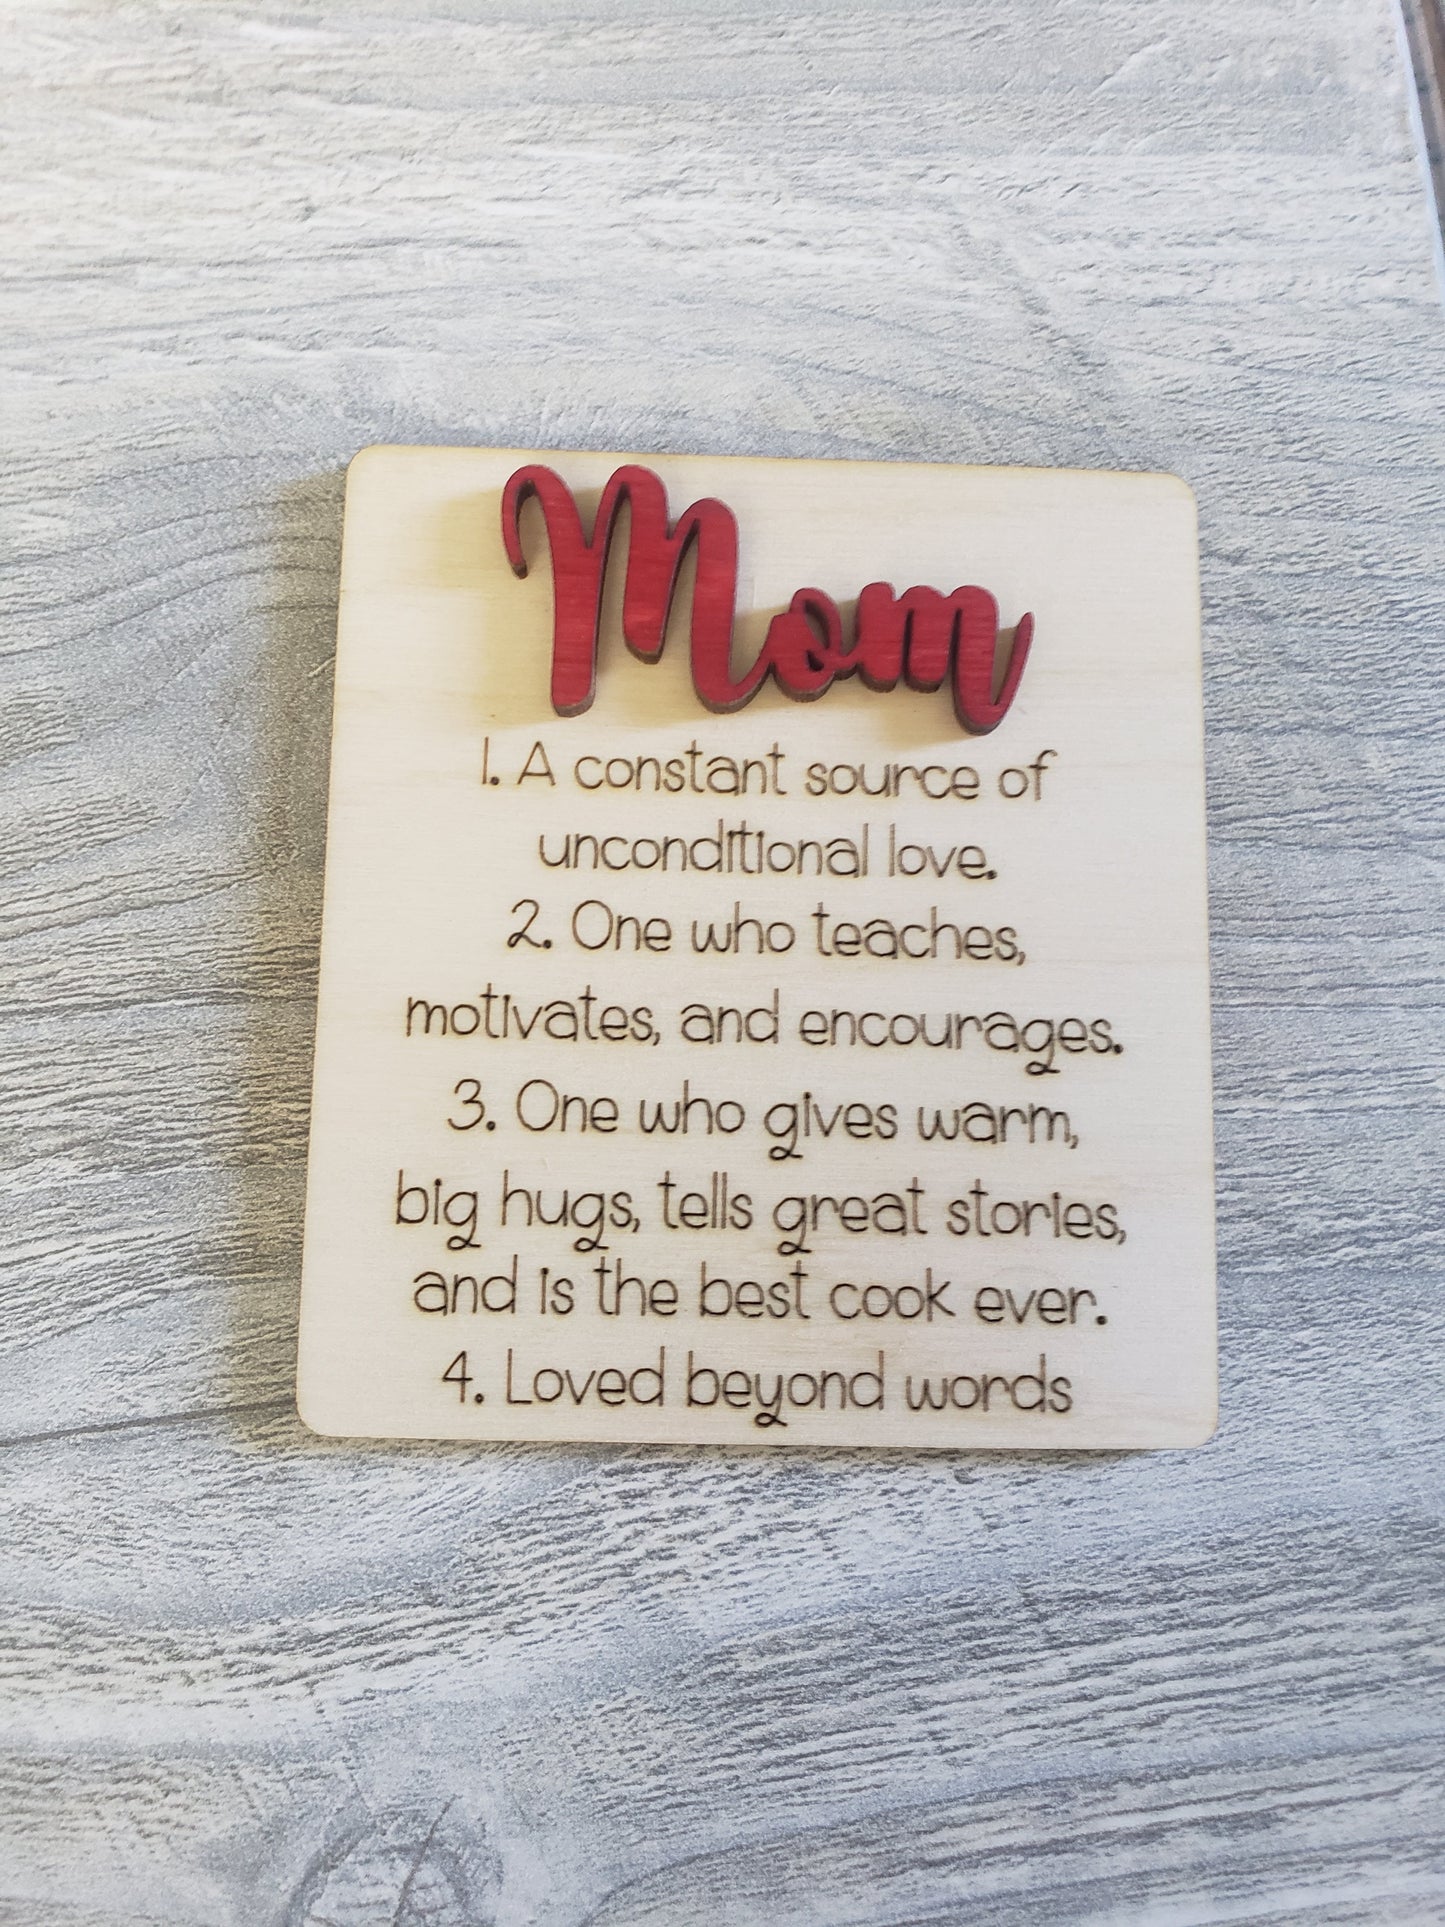 Mom
1. A constant source of
unconditional love.
2. One who teaches,
motivates, and encourages.
3. One who gives warm,
big hugs, tells great stories,
and is the best cook ever.
4. Loved beyond words